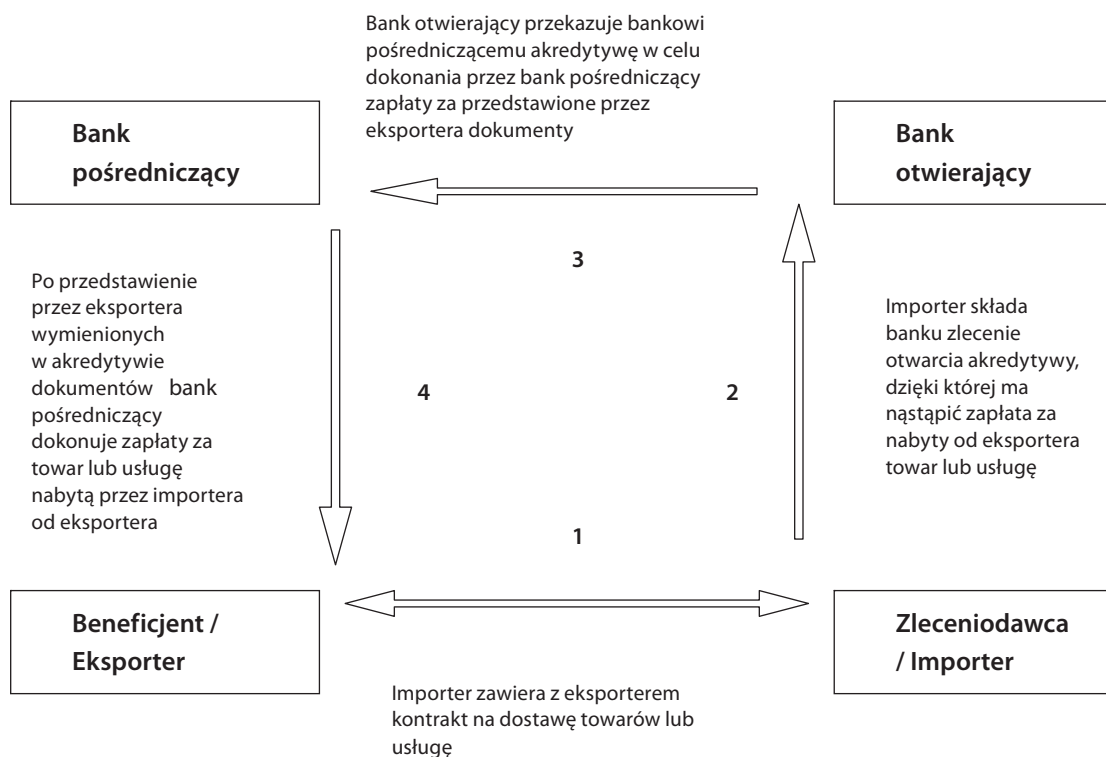 Bank otwierający przekazuje bankowi
pośredniczącemu akredytywę w celu
dokonania przez bank pośredniczący
zapłaty za przedstawione przez
eksportera dokumenty
Bank
pośredniczący
Bank
otwierający
3
Po przedstawienie
przez eksportera
wymienionych
w akredytywie
dokumentów bank
pośredniczący
dokonuje zapłaty za
towar lub usługę
nabytą przez importera
od eksportera
4
2
Importer składa
banku zlecenie
otwarcia akredytywy,
dzięki której ma
nąstąpić zapłata za
nabyty od eksportera
towar lub usługę
1
Beneficjent /
Eksporter
Zleceniodawca
/ Importer
Importer zawiera z eksporterem
kontrakt na dostawę towarów lub
usługę